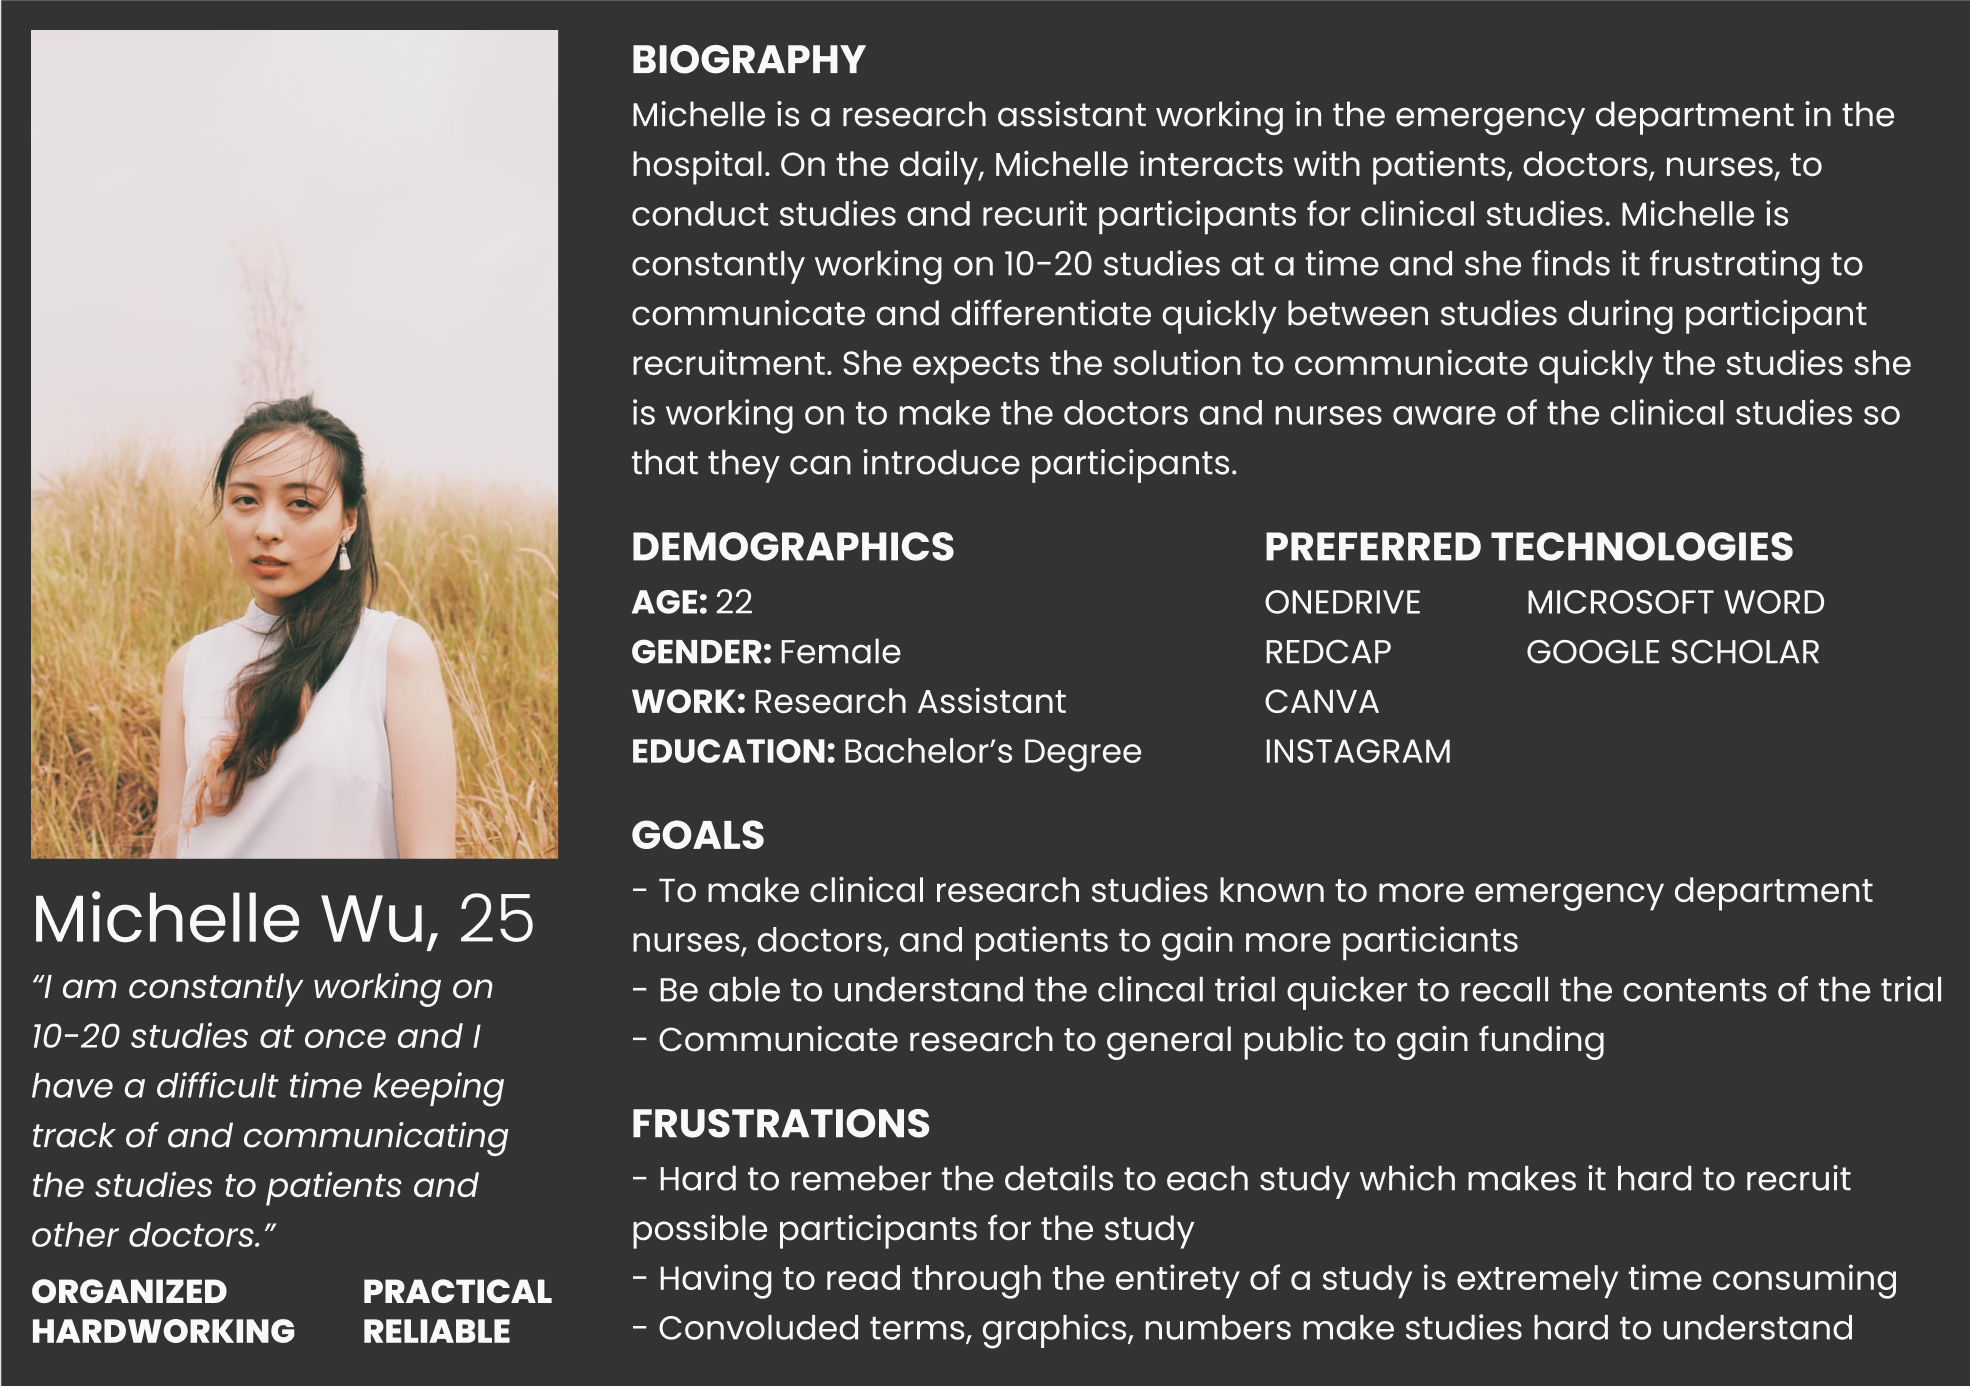 BIOGRAPHY
Michelle is a research assistant working in the emergency department in the
hospital. On the daily, Michelle interacts with patients, doctors, nurses, to
conduct studies and recurit participants for clinical studies. Michelle is
constantly working on 10-20 studies at a time and she finds it frustrating to
communicate and differentiate quickly between studies during participant
recruitment. She expects the solution to communicate quickly the studies she
is working on to make the doctors and nurses aware of the clinical studies so
that they can introduce participants.
DEMOGRAPHICS
AGE: 22
GENDER: Female
WORK: Research Assistant
EDUCATION: Bachelor’s Degree
PREFERRED TECHNOLOGIES
ONEDRIVE
REDCAP
CANVA
INSTAGRAM
MICROSOFT WORD
GOOGLE SCHOLAR
GOALS
- To make clinical research studies known to more emergency department
nurses, doctors, and patients to gain more particiants
- Be able to understand the clincal trial quicker to recall the contents of the trial
- Communicate research to general public to gain funding
FRUSTRATIONS
- Hard to remeber the details to each study which makes it hard to recruit
possible participants for the study
- Having to read through the entirety of a study is extremely time consuming
- Convoluded terms, graphics, numbers make studies hard to understand
Michelle Wu, 25
“I am constantly working on
10-20 studies at once and I
have a difficult time keeping
track of and communicating
the studies to patients and
other doctors.”
ORGANIZED
HARDWORKING
PRACTICAL
RELIABLE